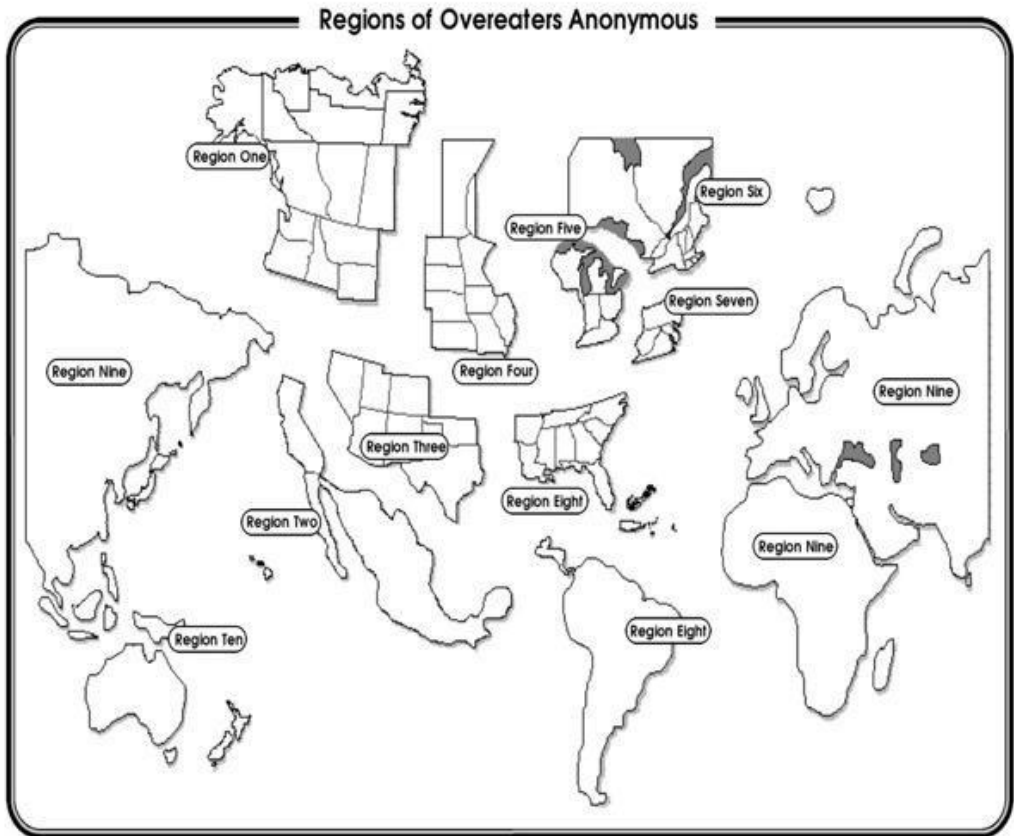 Regions of Overeaters Anonymous
Region One
Region Six
Region Five
Region Seven
Region Nine
Region Four
Region Nine
Region Three
Region Eight
Region Two
Region Nine
Region Eight
Region Ten